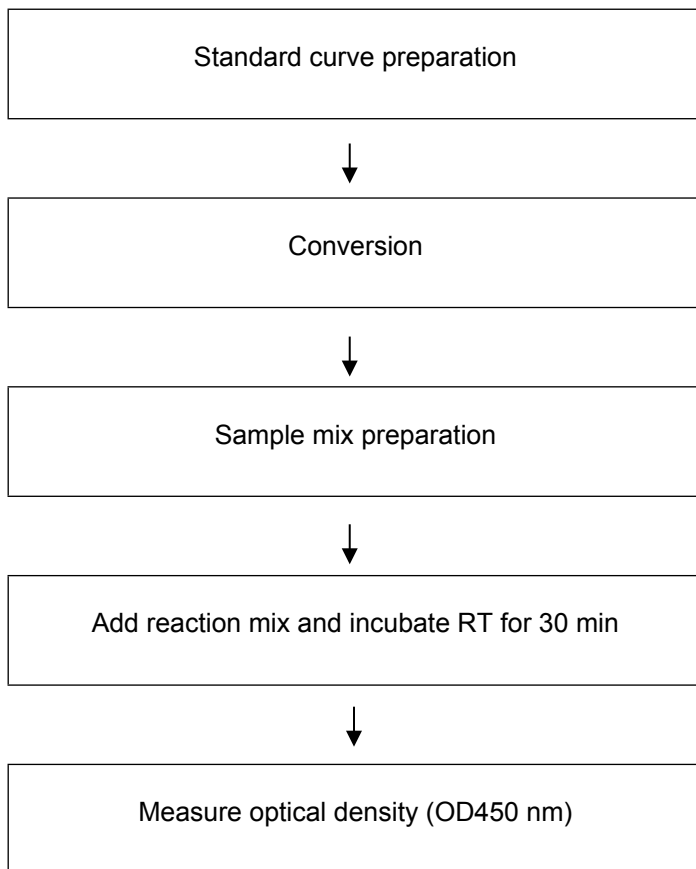 Standard curve preparation
Conversion
Sample mix preparation
Add reaction mix and incubate RT for 30 min
Measure optical density (OD450 nm)